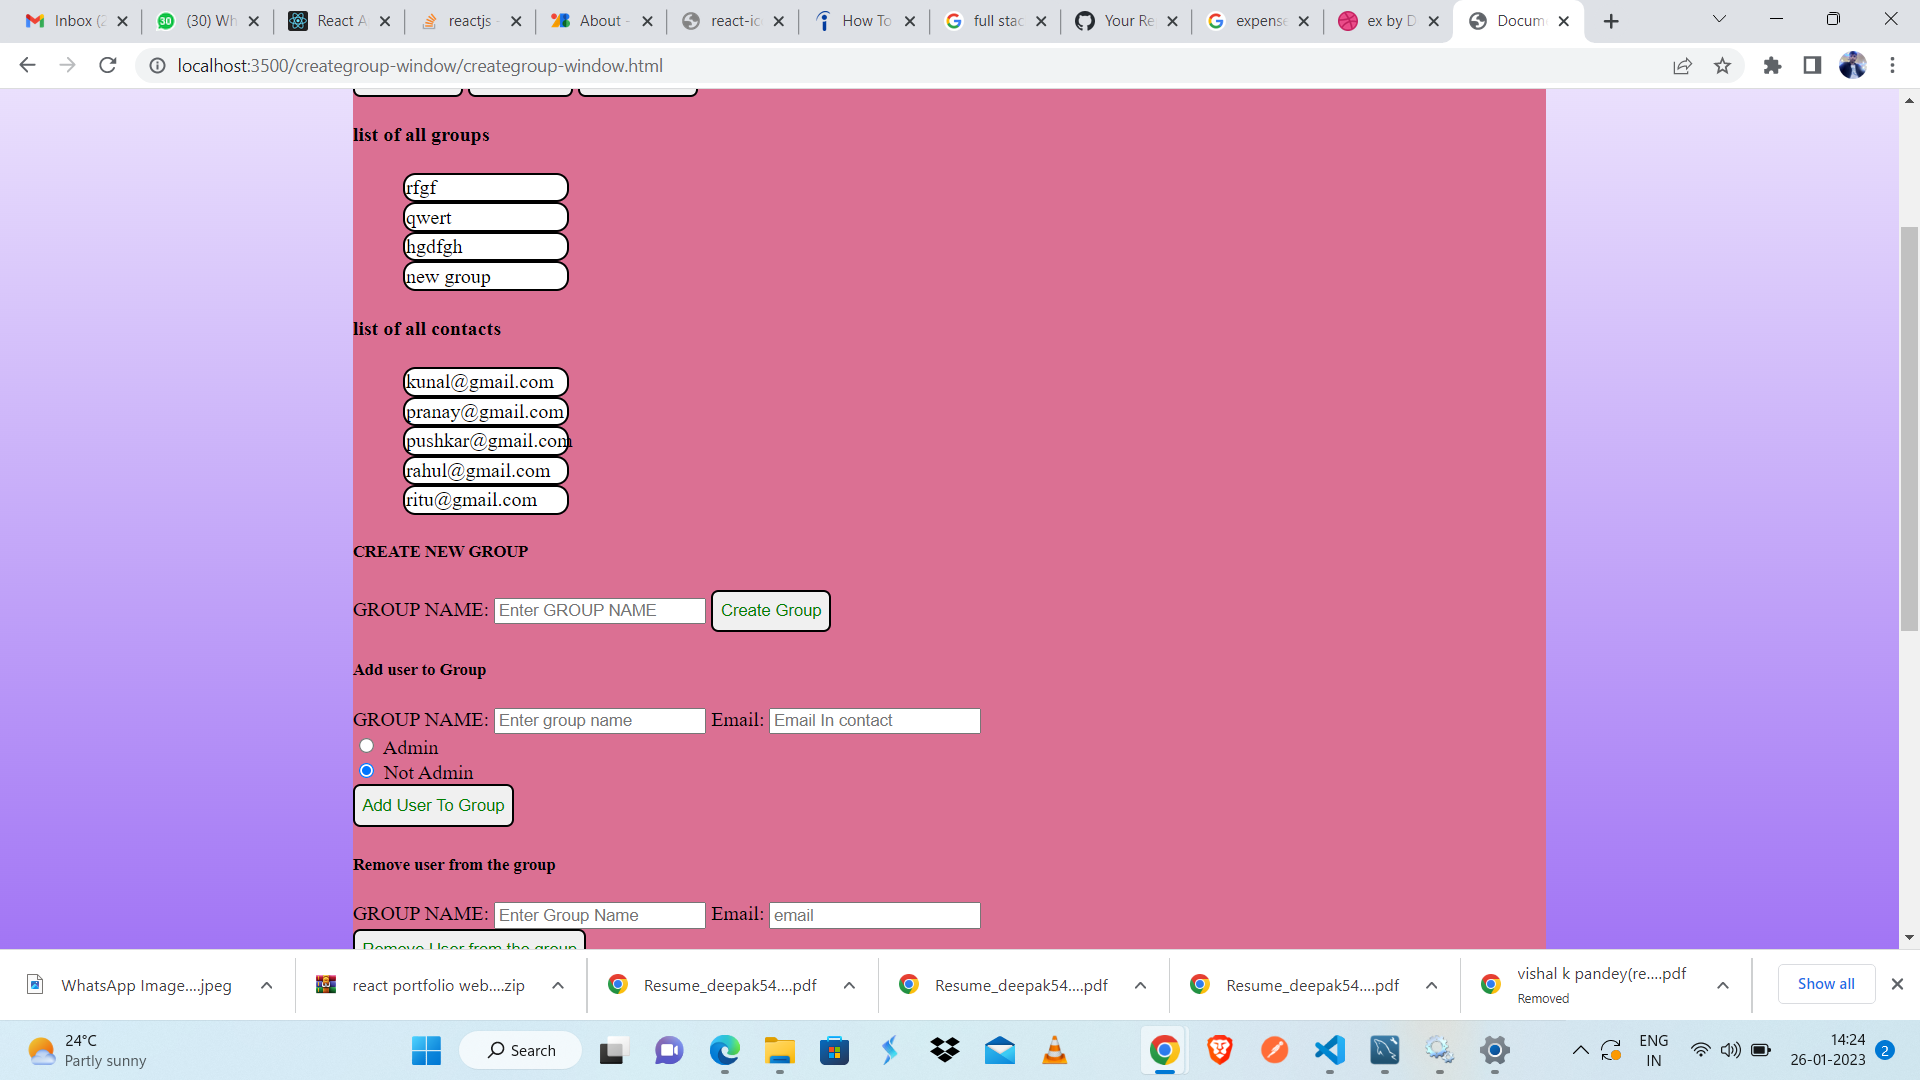 Inbox (2
(30) Wh
React A
reactjs -
About -
react-ic
How To
full stac
Your Re
expense
ex by D
Docum
localhost:3500/creategroup-window/creategroup-window.html
list of all groups
rfgf
qwert
hgdfgh
new group
list of all contacts
kunal@gmail.com
pranay@gmail.com
pushkar@gmail.com
rahul@gmail.com
ritu@gmail.com
CREATE NEW GROUP
GROUP NAME: Enter GROUP NAME Create Group
Add user to Group
GROUP NAME: Enter group name Email: Email In contact
Admin
Not Admin
Add User To Group
Remove user from the group
GROUP NAME: Enter Group Name Email: email
Remove User from the group
WhatsApp Image....jpeg
react portfolio web....zip
Resume_deepak54....pdf
Resume_deepak54....pdf
Resume_deepak54....pdf
vishal k pandey(re....pdf
Removed
Show all
24°C
Partly sunny
Search
ENG
IN
14:24
26-01-2023
2